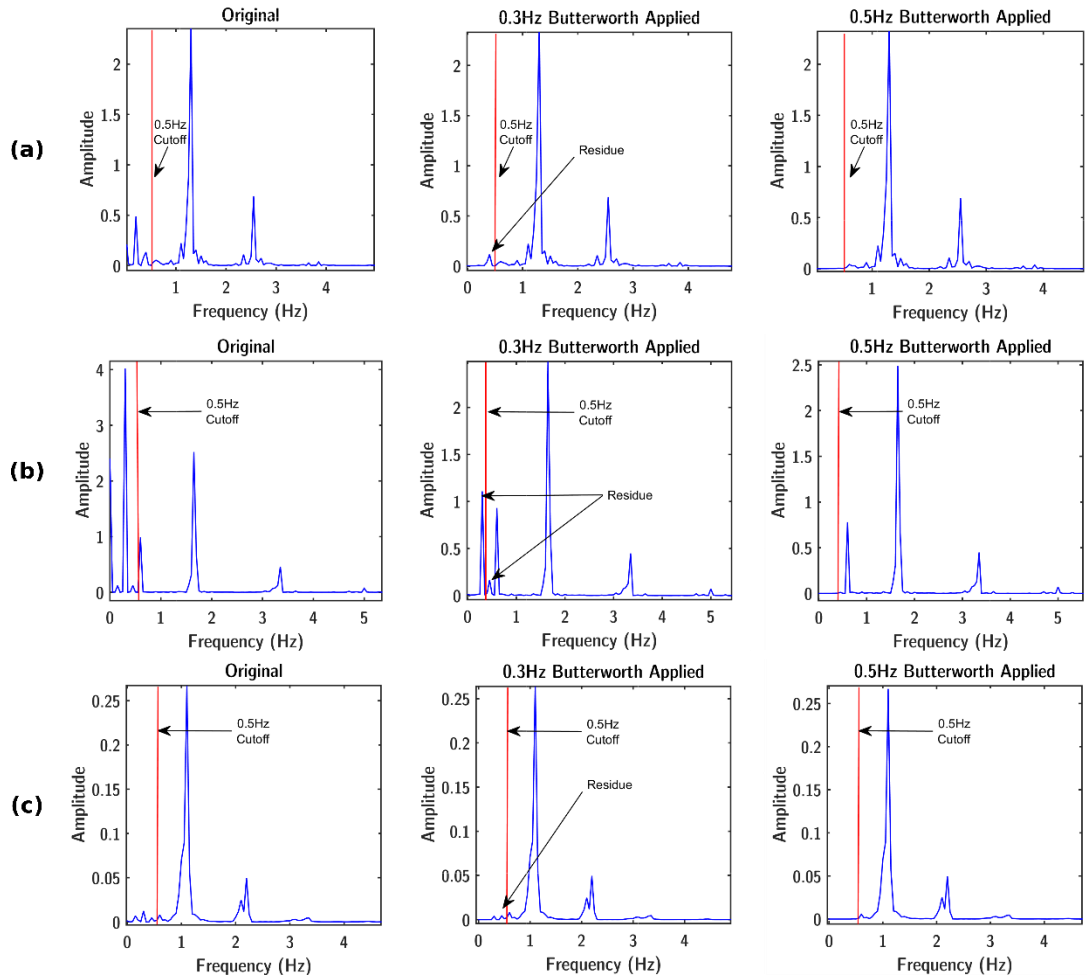 Original
0.3Hz Butterworth Applied
0.5Hz Butterworth Applied
(a)
Amplitude
2
1.5
1
0.5
0
0.5Hz
Cutoff
1 2 3 4
Frequency (Hz)
Amplitude
2
1.5
1
0.5
0
0.5Hz
Cutoff
Residue
1 2 3 4
Frequency (Hz)
Amplitude
2
1.5
1
0.5
0
0.5Hz
Cutoff
1 2 3 4
Frequency (Hz)
Original
0.3Hz Butterworth Applied
0.5Hz Butterworth Applied
(b)
Amplitude
4
3
2
1
0
0.5Hz
Cutoff
0 1 2 3 4 5
Frequency (Hz)
Amplitude
2
1.5
1
0.5
0
0.5Hz
Cutoff
Residue
0 1 2 3 4 5
Frequency (Hz)
Amplitude
2.5
2
1.5
1
0.5
0
0.5Hz
Cutoff
0 1 2 3 4 5
Frequency (Hz)
Original
0.3Hz Butterworth Applied
0.5Hz Butterworth Applied
(c)
Amplitude
0.25
0.2
0.15
0.1
0.05
0
0.5Hz
Cutoff
0 1 2 3 4
Frequency (Hz)
Amplitude
0.25
0.2
0.15
0.1
0.05
0
0.5Hz
Cutoff
Residue
0 1 2 3 4
Frequency (Hz)
Amplitude
0.25
0.2
0.15
0.1
0.05
0
0.5Hz
Cutoff
0 1 2 3 4
Frequency (Hz)